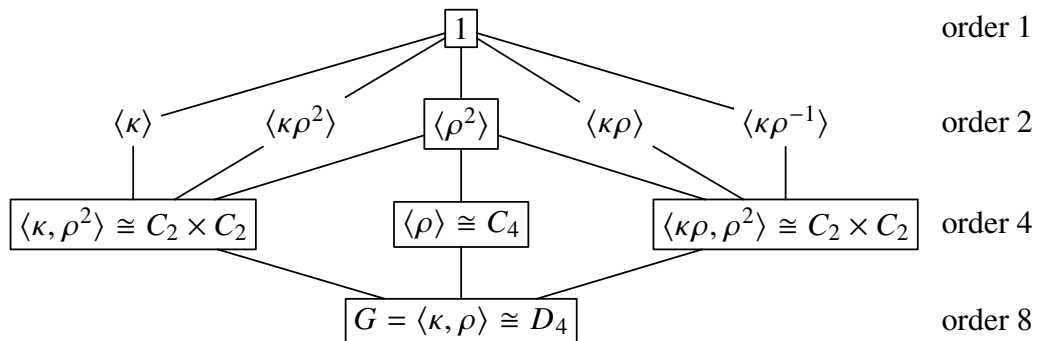 1 order 1
⟨κ⟩ ⟨κρ²⟩ ⟨ρ²⟩ ⟨κρ⟩ ⟨κρ⁻¹⟩ order 2
⟨κ, ρ²⟩ ≅ C₂ × C₂ ⟨ρ⟩ ≅ C₄ ⟨κρ, ρ²⟩ ≅ C₂ × C₂ order 4
G = ⟨κ, ρ⟩ ≅ D₄ order 8